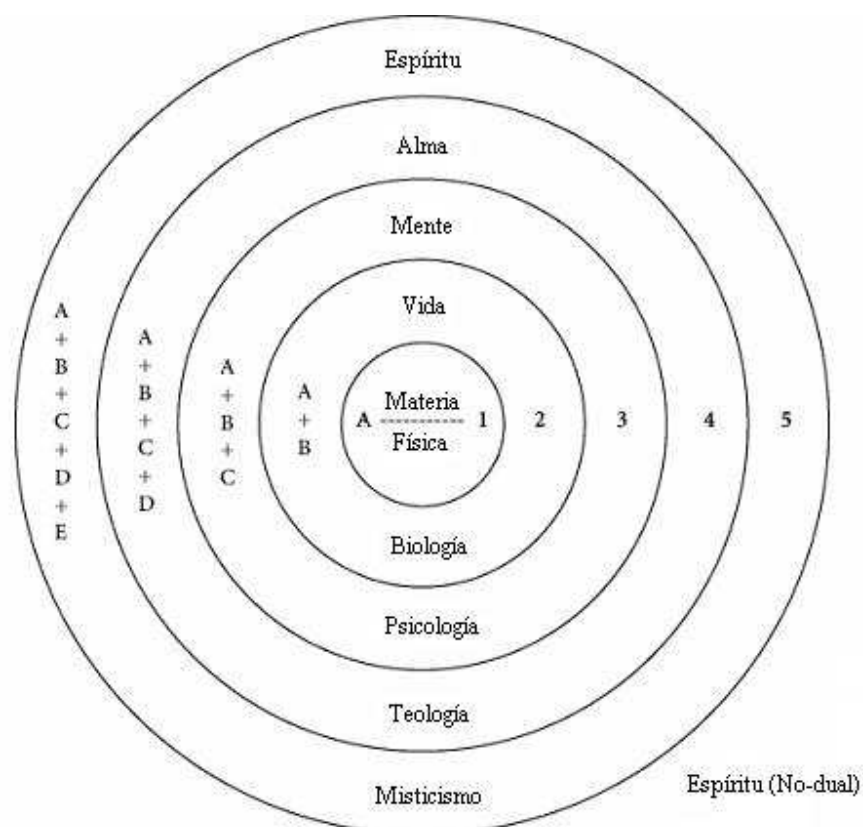 Espíritu
Alma
Mente
Vida
A
+
B
+
C
+
D
+
E
A
+
B
+
C
+
D
A
+
B
+
C
A
+
B
A
Materia
Física
1
2
3
4
5
Biología
Psicología
Teología
Misticismo
Espíritu (No-dual)